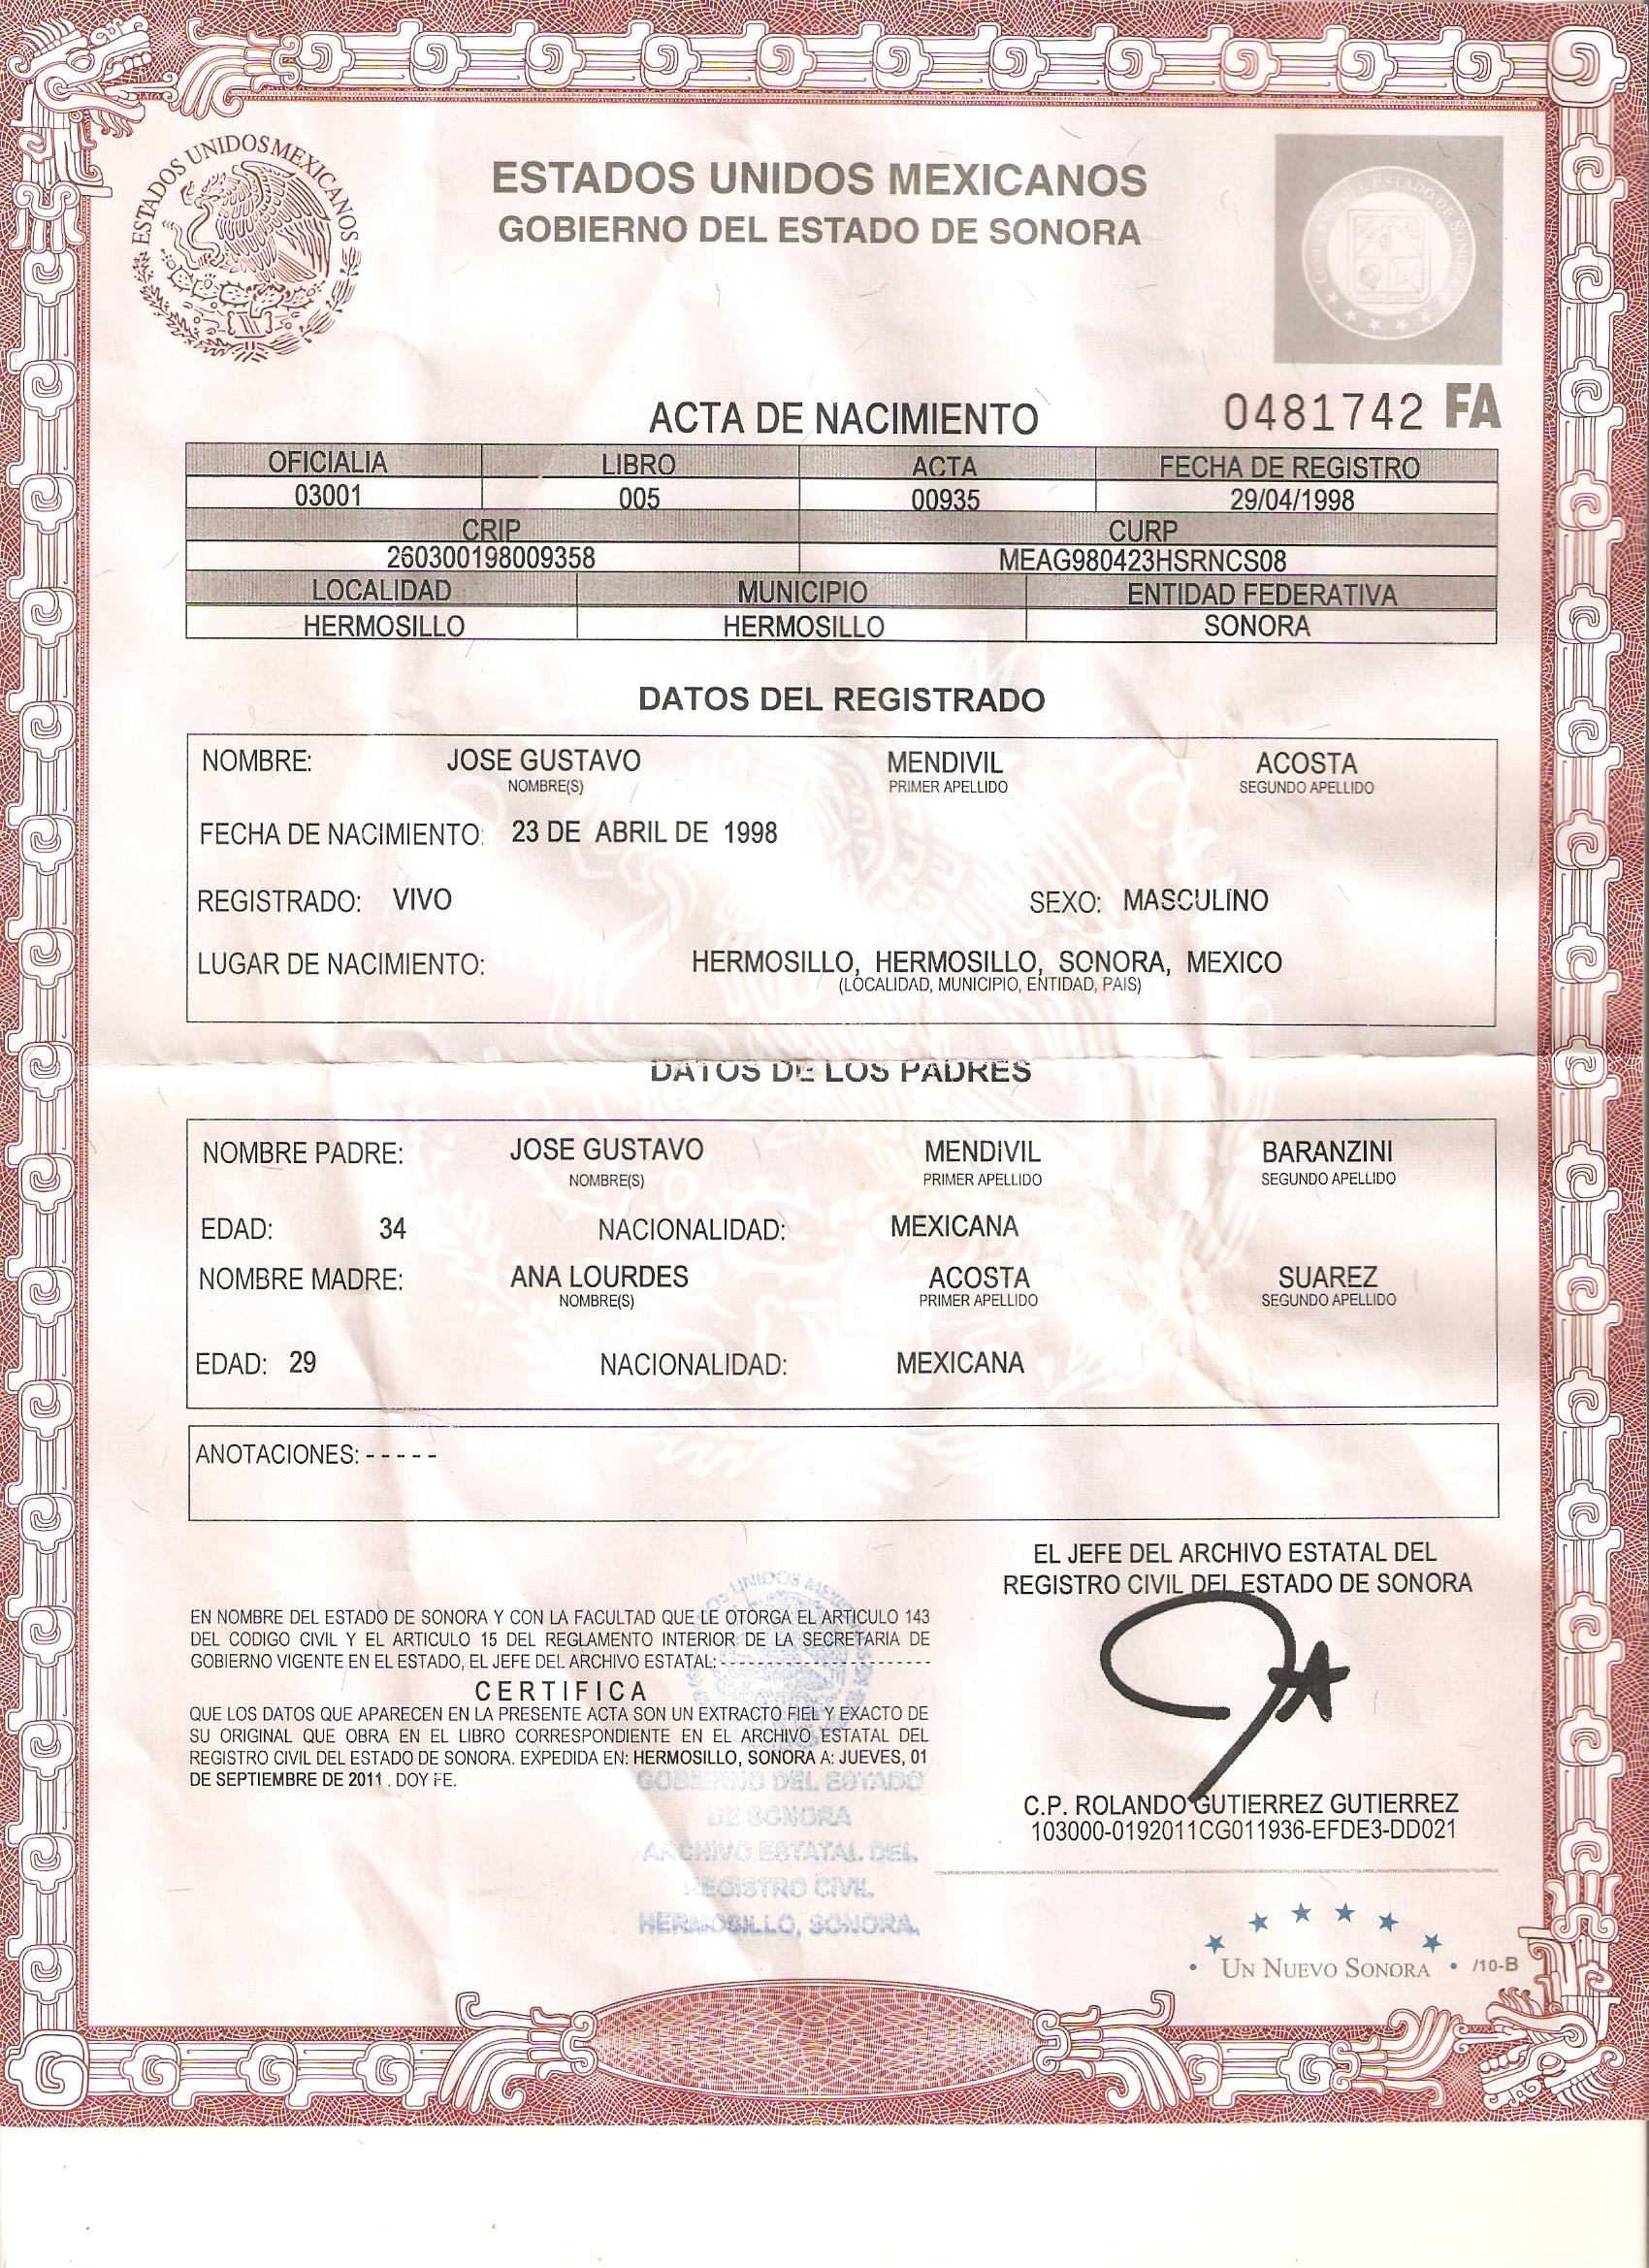 ESTADOS UNIDOS MEXICANOS
ESTADOS UNIDOS MEXICANOS
GOBIERNO DEL ESTADO DE SONORA
ACTA DE NACIMIENTO
0481742 FA
OFICIALIA LIBRO ACTA FECHA DE REGISTRO
03001 005 00935 29/04/1998
CRIP CURP
260300198009358 MEAG980423HSRNCS08
LOCALIDAD MUNICIPIO ENTIDAD FEDERATIVA
HERMOSILLO HERMOSILLO SONORA
DATOS DEL REGISTRADO
NOMBRE: JOSE GUSTAVO MENDIVIL ACOSTA
NOMBRE(S) PRIMER APELLIDO SEGUNDO APELLIDO
FECHA DE NACIMIENTO: 23 DE ABRIL DE 1998
REGISTRADO: VIVO SEXO: MASCULINO
LUGAR DE NACIMIENTO: HERMOSILLO, HERMOSILLO, SONORA, MEXICO
(LOCALIDAD, MUNICIPIO, ENTIDAD, PAIS)
DATOS DE LOS PADRES
NOMBRE PADRE: JOSE GUSTAVO MENDIVIL BARANZINI
NOMBRE(S) PRIMER APELLIDO SEGUNDO APELLIDO
EDAD: 34 NACIONALIDAD: MEXICANA
NOMBRE MADRE: ANA LOURDES ACOSTA SUAREZ
NOMBRE(S) PRIMER APELLIDO SEGUNDO APELLIDO
EDAD: 29 NACIONALIDAD: MEXICANA
ANOTACIONES: - - - - -
EL JEFE DEL ARCHIVO ESTATAL DEL
REGISTRO CIVIL DEL ESTADO DE SONORA
EN NOMBRE DEL ESTADO DE SONORA Y CON LA FACULTAD QUE LE OTORGA EL ARTICULO 143
DEL CODIGO CIVIL Y EL ARTICULO 15 DEL REGLAMENTO INTERIOR DE LA SECRETARIA DE
GOBIERNO VIGENTE EN EL ESTADO, EL JEFE DEL ARCHIVO ESTATAL:--------------------
CERTIFICA
QUE LOS DATOS QUE APARECEN EN LA PRESENTE ACTA SON UN EXTRACTO FIEL Y EXACTO DE
SU ORIGINAL QUE OBRA EN EL LIBRO CORRESPONDIENTE EN EL ARCHIVO ESTATAL DEL
REGISTRO CIVIL DEL ESTADO DE SONORA. EXPEDIDA EN: HERMOSILLO, SONORA A: JUEVES, 01
DE SEPTIEMBRE DE 2011 . DOY FE.
GOBIERNO DEL ESTADO
DE SONORA
ARCHIVO ESTATAL DEL
REGISTRO CIVIL
HERMOSILLO, SONORA.
C.P. ROLANDO GUTIERREZ GUTIERREZ
103000-0192011CG011936-EFDE3-DD021
UN NUEVO SONORA
/10-B